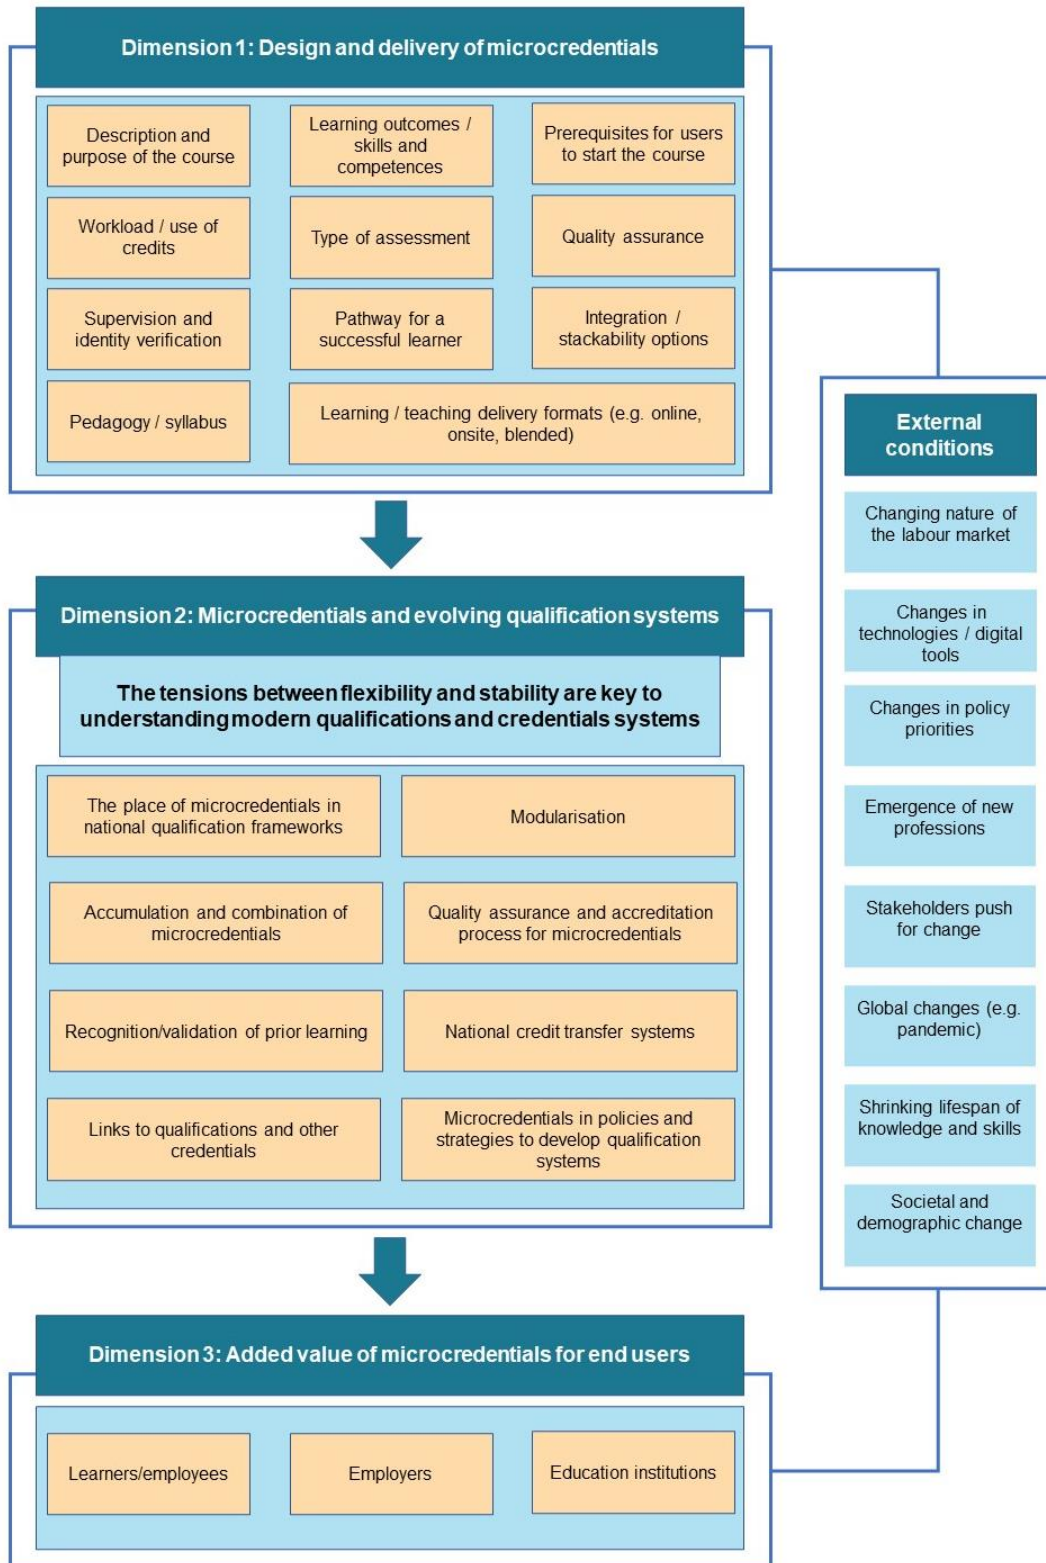 Dimension 1: Design and delivery of microcredentials
Description and
purpose of the course
Learning outcomes /
skills and
competences
Prerequisites for users
to start the course
Workload / use of
credits
Type of assessment
Quality assurance
Supervision and
identity verification
Pathway for a
successful learner
Integration /
stackability options
Pedagogy / syllabus
Learning / teaching delivery formats (e.g. online,
onsite, blended)
Dimension 2: Microcredentials and evolving qualification systems
The tensions between flexibility and stability are key to
understanding modern qualifications and credentials systems
The place of microcredentials in
national qualification frameworks
Modularisation
Accumulation and combination of
microcredentials
Quality assurance and accreditation
process for microcredentials
Recognition/validation of prior learning
National credit transfer systems
Links to qualifications and other
credentials
Microcredentials in policies and
strategies to develop qualification
systems
Dimension 3: Added value of microcredentials for end users
Learners/employees
Employers
Education institutions
External
conditions
Changing nature of
the labour market
Changes in
technologies / digital
tools
Changes in policy
priorities
Emergence of new
professions
Stakeholders push
for change
Global changes (e.g.
pandemic)
Shrinking lifespan of
knowledge and skills
Societal and
demographic change